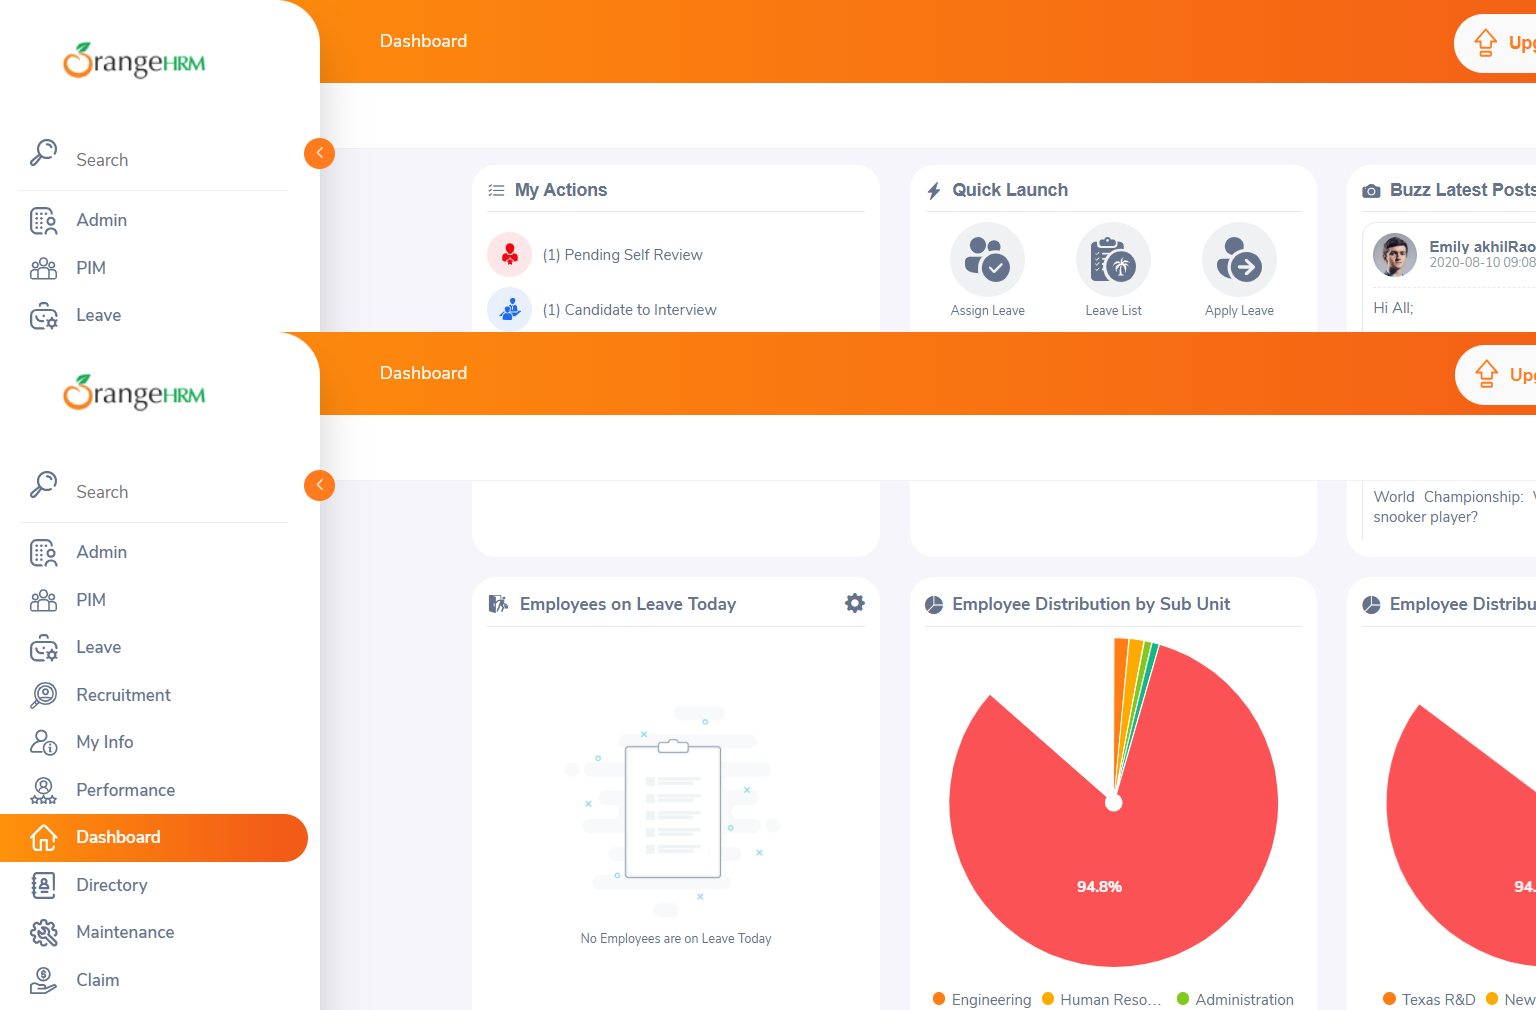 OrangeHRM
Dashboard
Upg
Search
Admin
PIM
Leave
My Actions
(1) Pending Self Review
(1) Candidate to Interview
Quick Launch
Assign Leave
Leave List
Apply Leave
Buzz Latest Posts
Emily akhilRao
2020-08-10 09:08
Hi All;
OrangeHRM
Dashboard
Upg
Search
Admin
PIM
Leave
Recruitment
My Info
Performance
Dashboard
Directory
Maintenance
Claim
World Championship:
snooker player?
Employees on Leave Today
No Employees are on Leave Today
Employee Distribution by Sub Unit
94.8%
Engineering Human Reso... Administration
Employee Distribu
94.
Texas R&D New